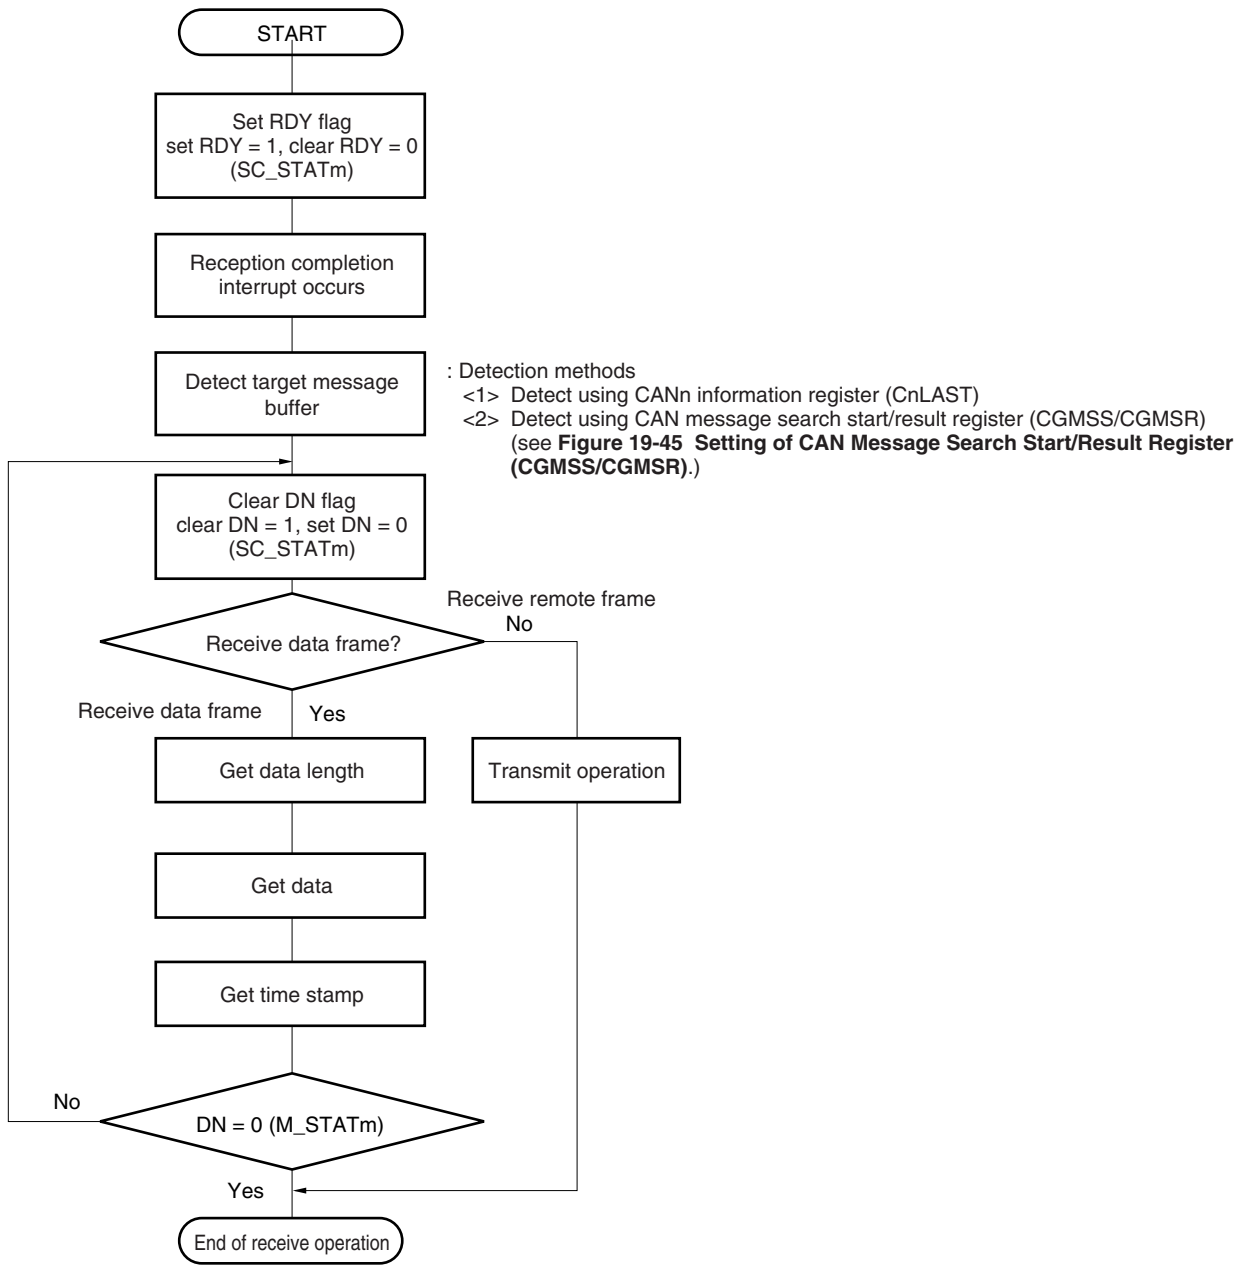 START
Set RDY flag
set RDY = 1, clear RDY = 0
(SC_STATm)
Reception completion
interrupt occurs
Detect target message
buffer
: Detection methods
<1> Detect using CANn information register (CnLAST)
<2> Detect using CAN message search start/result register (CGMSS/CGMSR)
(see Figure 19-45 Setting of CAN Message Search Start/Result Register
(CGMSS/CGMSR).)
Clear DN flag
clear DN = 1, set DN = 0
(SC_STATm)
Receive remote frame
No
Receive data frame?
Receive data frame
Yes
Get data length
Transmit operation
Get data
Get time stamp
No
DN = 0 (M_STATm)
Yes
End of receive operation